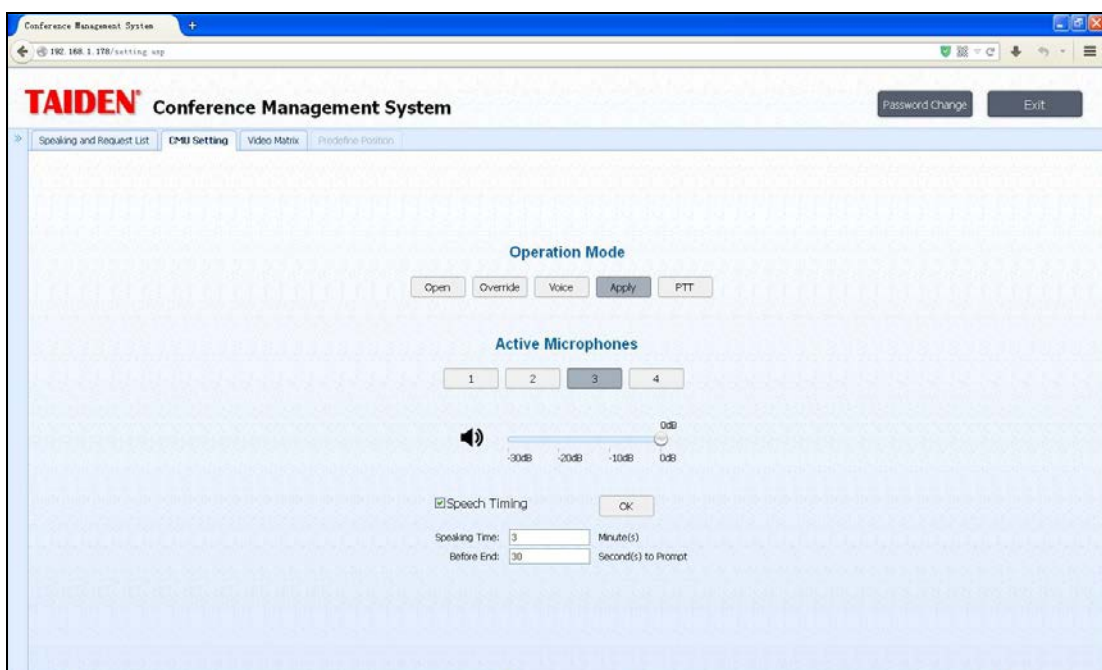 Conference Management System
192.168.1.178/setting.asp
TAIDEN® Conference Management System
Password Change Exit
Speaking and Request List CMU Setting Video Matrix Predefine Position
Operation Mode
Open Override Voice Apply PTT
Active Microphones
1 2 3 4
0dB
-30dB -20dB -10dB 0dB
Speech Timing OK
Speaking Time: 3 Minute(s)
Before End: 30 Second(s) to Prompt